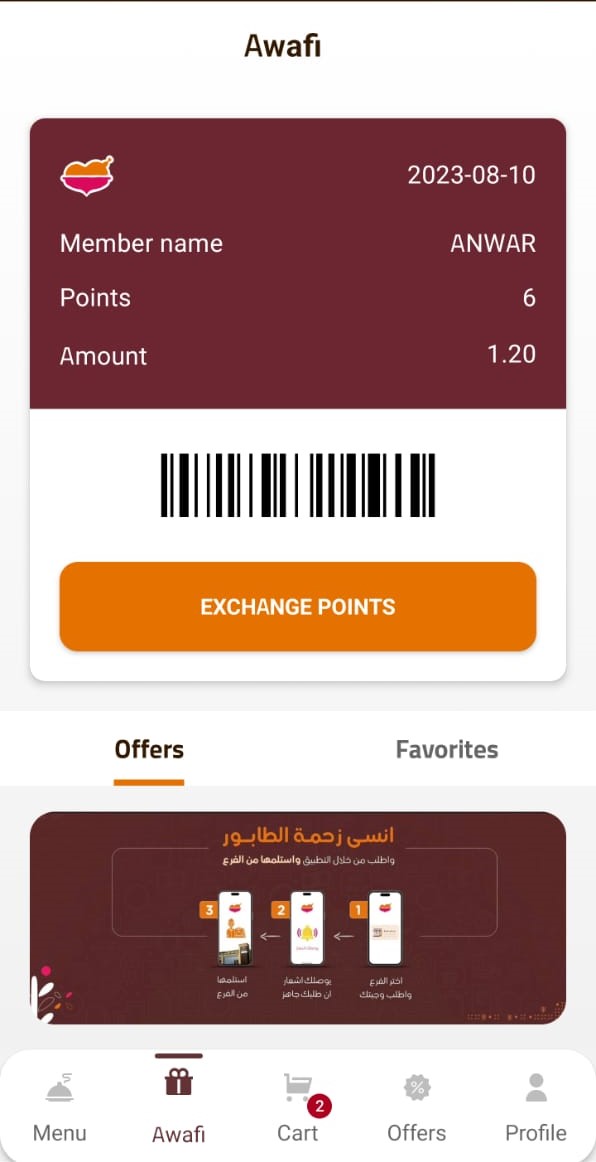 Awafi
2023-08-10
Member name ANWAR
Points 6
Amount 1.20
EXCHANGE POINTS
Offers Favorites
انسى زحمة الطابــور
واطلب من خلال التطبيق واستلمها من الفرع
1 2 3
اختر الفرع
واطلب وجبتك
يوصلك اشعار
ان طلبك جاهز
استلمها
من الفرع
2
Menu Awafi Cart Offers Profile